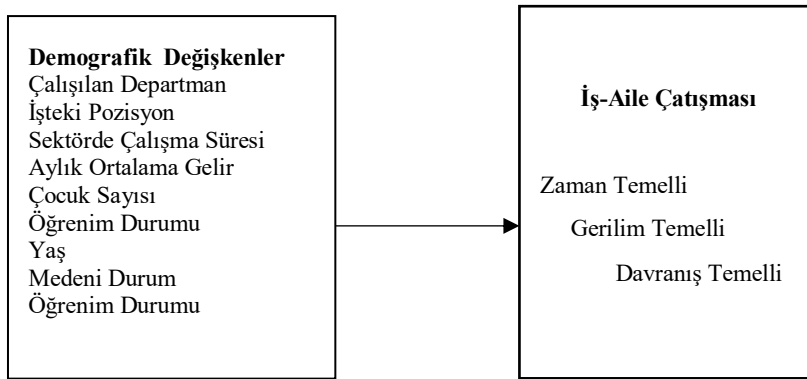 Demografik Değişkenler
Çalışılan Departman
İşteki Pozisyon
Sektörde Çalışma Süresi
Aylık Ortalama Gelir
Çocuk Sayısı
Öğrenim Durumu
Yaş
Medeni Durum
Öğrenim Durumu
İş-Aile Çatışması
Zaman Temelli
Gerilim Temelli
Davranış Temelli